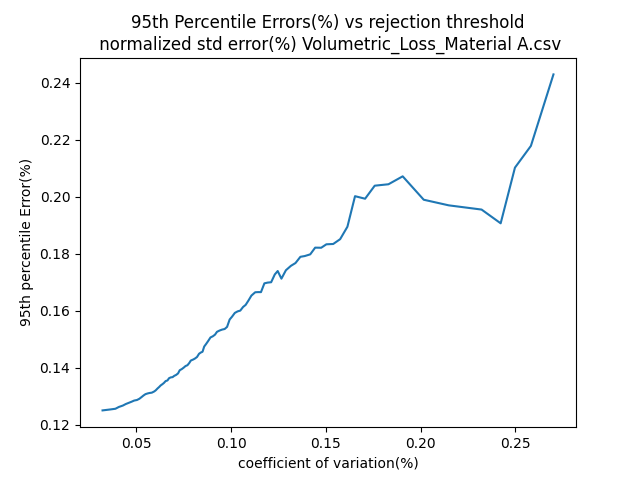 95th Percentile Errors(%) vs rejection threshold
normalized std error(%) Volumetric_Loss_Material A.csv
0.24
0.22
0.20
0.18
0.16
0.14
0.12
95th percentile Error(%)
0.05 0.10 0.15 0.20 0.25
coefficient of variation(%)